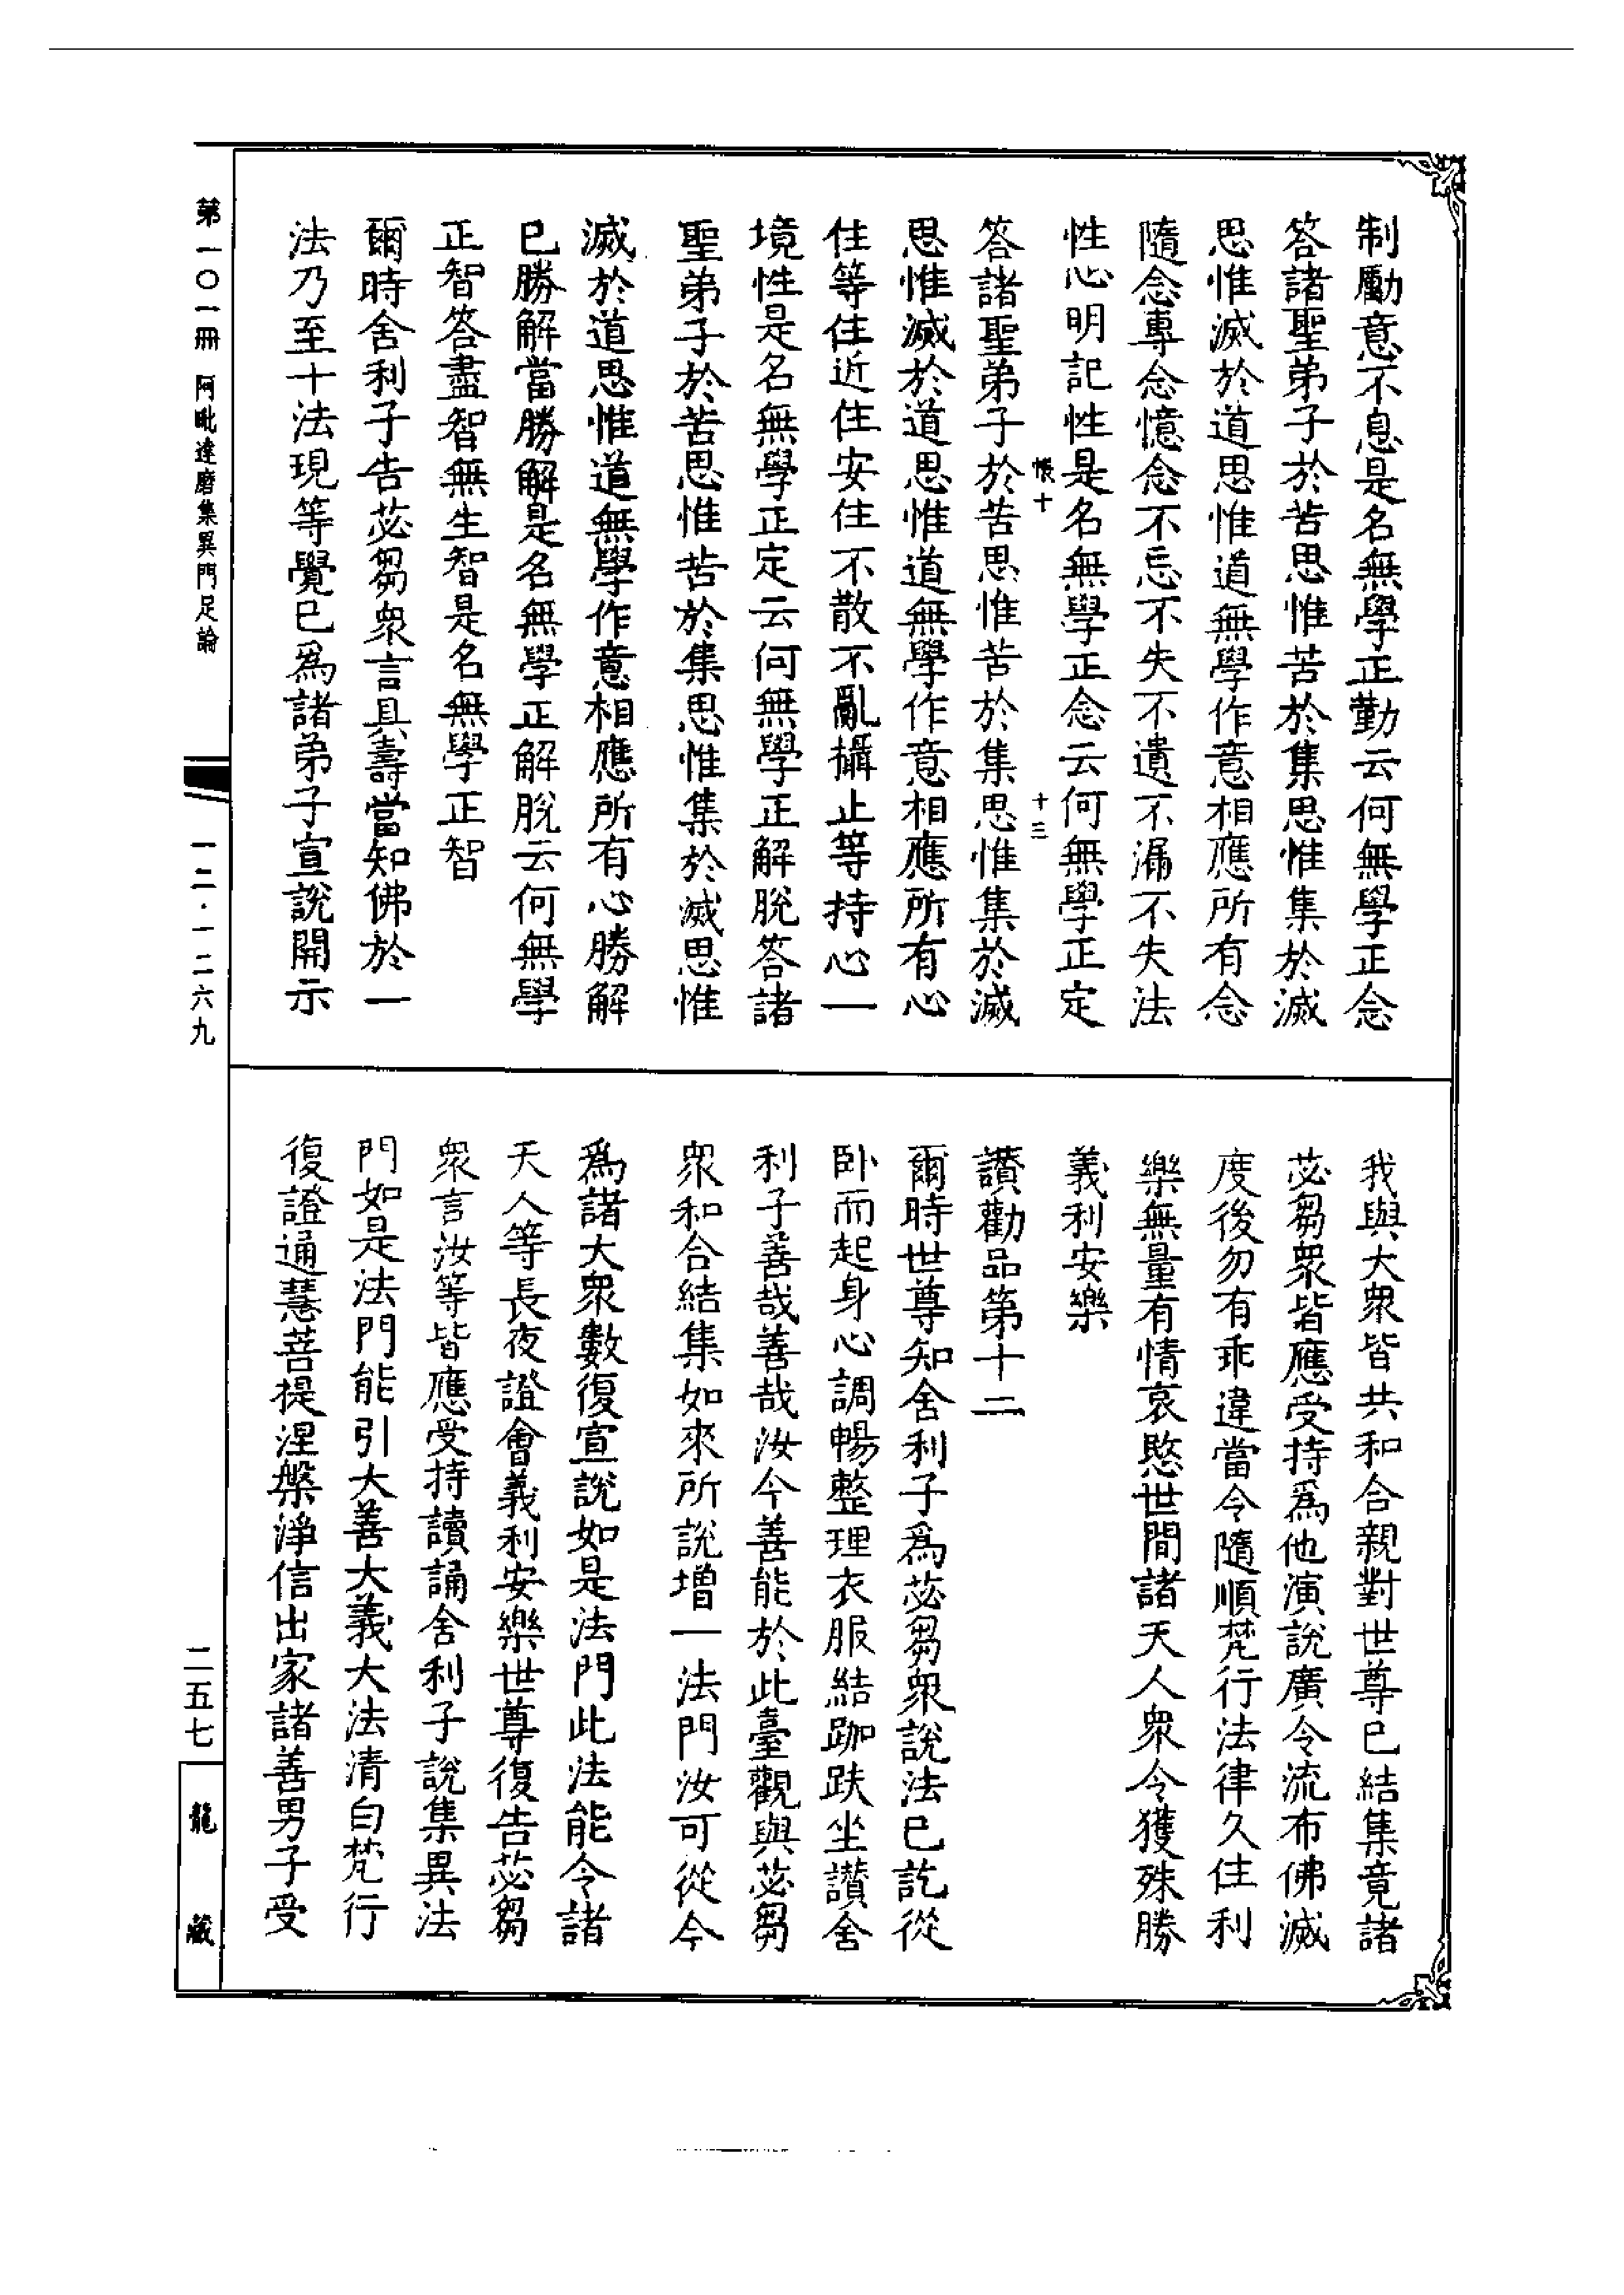 制勵意不息是名無學正勤云何無學正念
答諸聖弟子於苦思惟苦於集思惟集於滅
思惟滅於道思惟道無學作意相應所有念
隨念專念憶念不忘不失不遺不漏不失法
性心明記性是名無學正念云何無學正定
悵十
十三
答諸聖弟子於苦思惟苦於集思惟集於滅
思惟滅於道思惟道無學作意相應所有心
住等住近住安住不散不亂攝止等持心一
境性是名無學正定云何無學正解脫答諸
聖弟子於苦思惟苦於集思惟集於滅思惟
滅於道思惟道無學作意相應所有心勝解
已勝解當勝解是名無學正解脫云何無學
正智答盡智無生智是名無學正智
爾時舍利子告苾芻衆言具壽當知佛於一
法乃至十法現等覺已為諸弟子宣說開示
我與大衆皆共和合親對世尊已結集竟諸
苾芻衆皆應受持為他演說廣令流布佛滅
度後勿有乖違當令隨順梵行法律久住利
樂無量有情哀愍世間諸天人衆令獲殊勝
義利安樂
讚勸品第十二
爾時世尊知舍利子為苾芻衆說法已訖從
臥而起身心調暢整理衣服結跏趺坐讚舍
利子善哉善哉汝今善能於此臺觀與苾芻
衆和合結集如來所說增一法門汝可從今
為諸大衆數復宣說如是法門此法能令諸
天人等長夜證會義利安樂世尊復告苾芻
衆言汝等皆應受持讀誦舍利子說集異法
門如是法門能引大善大義大法清白梵行
復證通慧菩提涅槃淨信出家諸善男子受
第一〇一冊 阿毗達磨集異門足論
一二·一二六九
二五七
龍藏